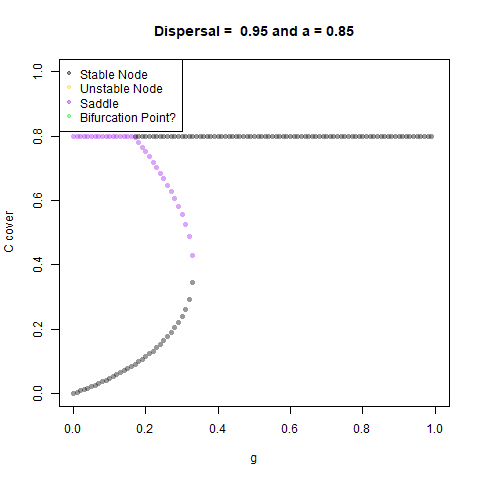 Dispersal =  0.95 and a = 0.85
Stable Node
Unstable Node
Saddle
Bifurcation Point?
C cover
1.0
0.8
0.6
0.4
0.2
0.0
0.0 0.2 0.4 0.6 0.8 1.0
g